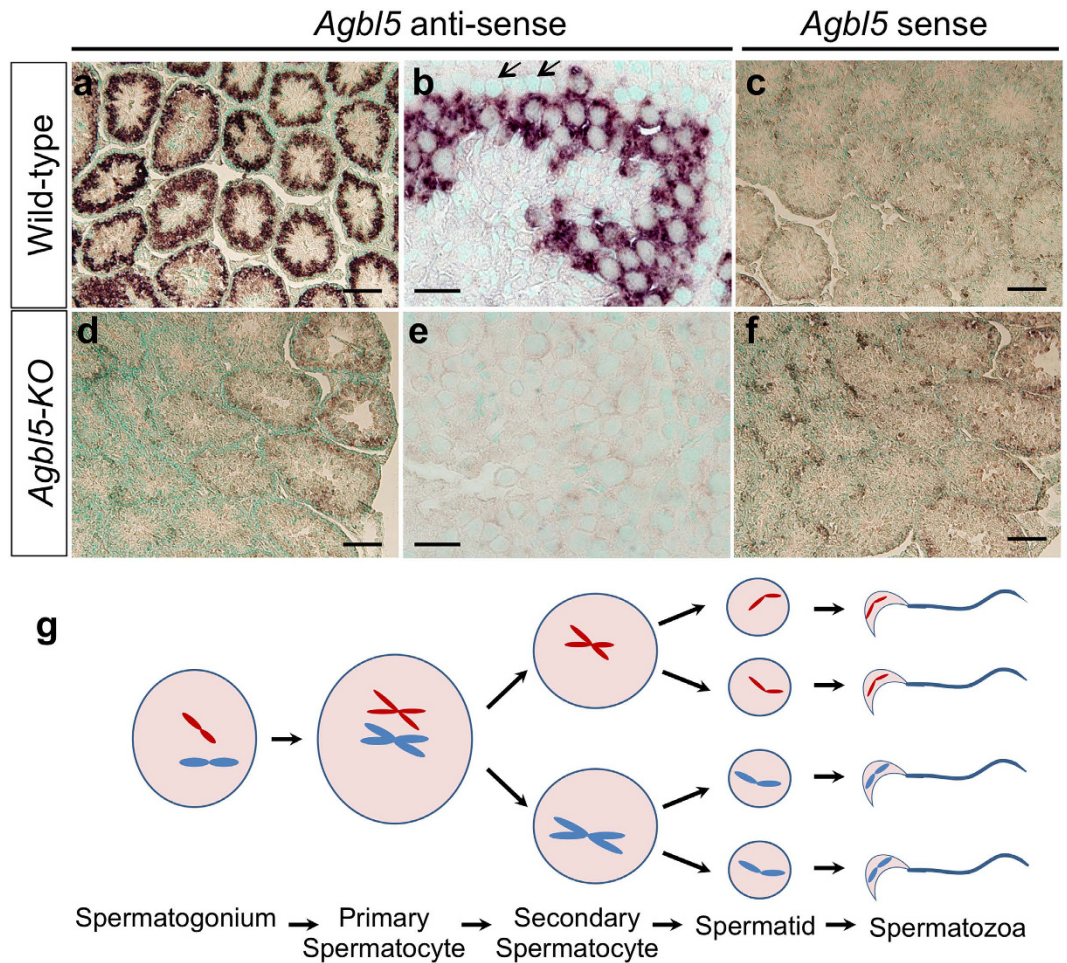 Agbl5 anti-sense
Agbl5 sense
Wild-type
a
b
c
Agbl5-KO
d
e
f
g
Spermatogonium
Primary
Spermatocyte
Secondary
Spermatocyte
Spermatid
Spermatozoa